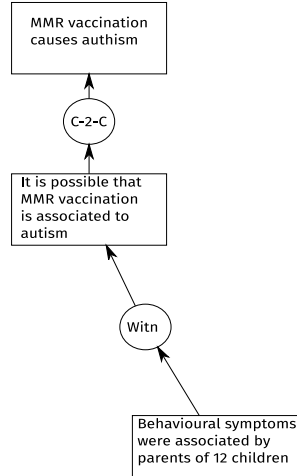 MMR vaccination
causes authism
C-2-C
It is possible that
MMR vaccination
is associated to
autism
Witn
Behavioural symptoms
were associated by
parents of 12 children